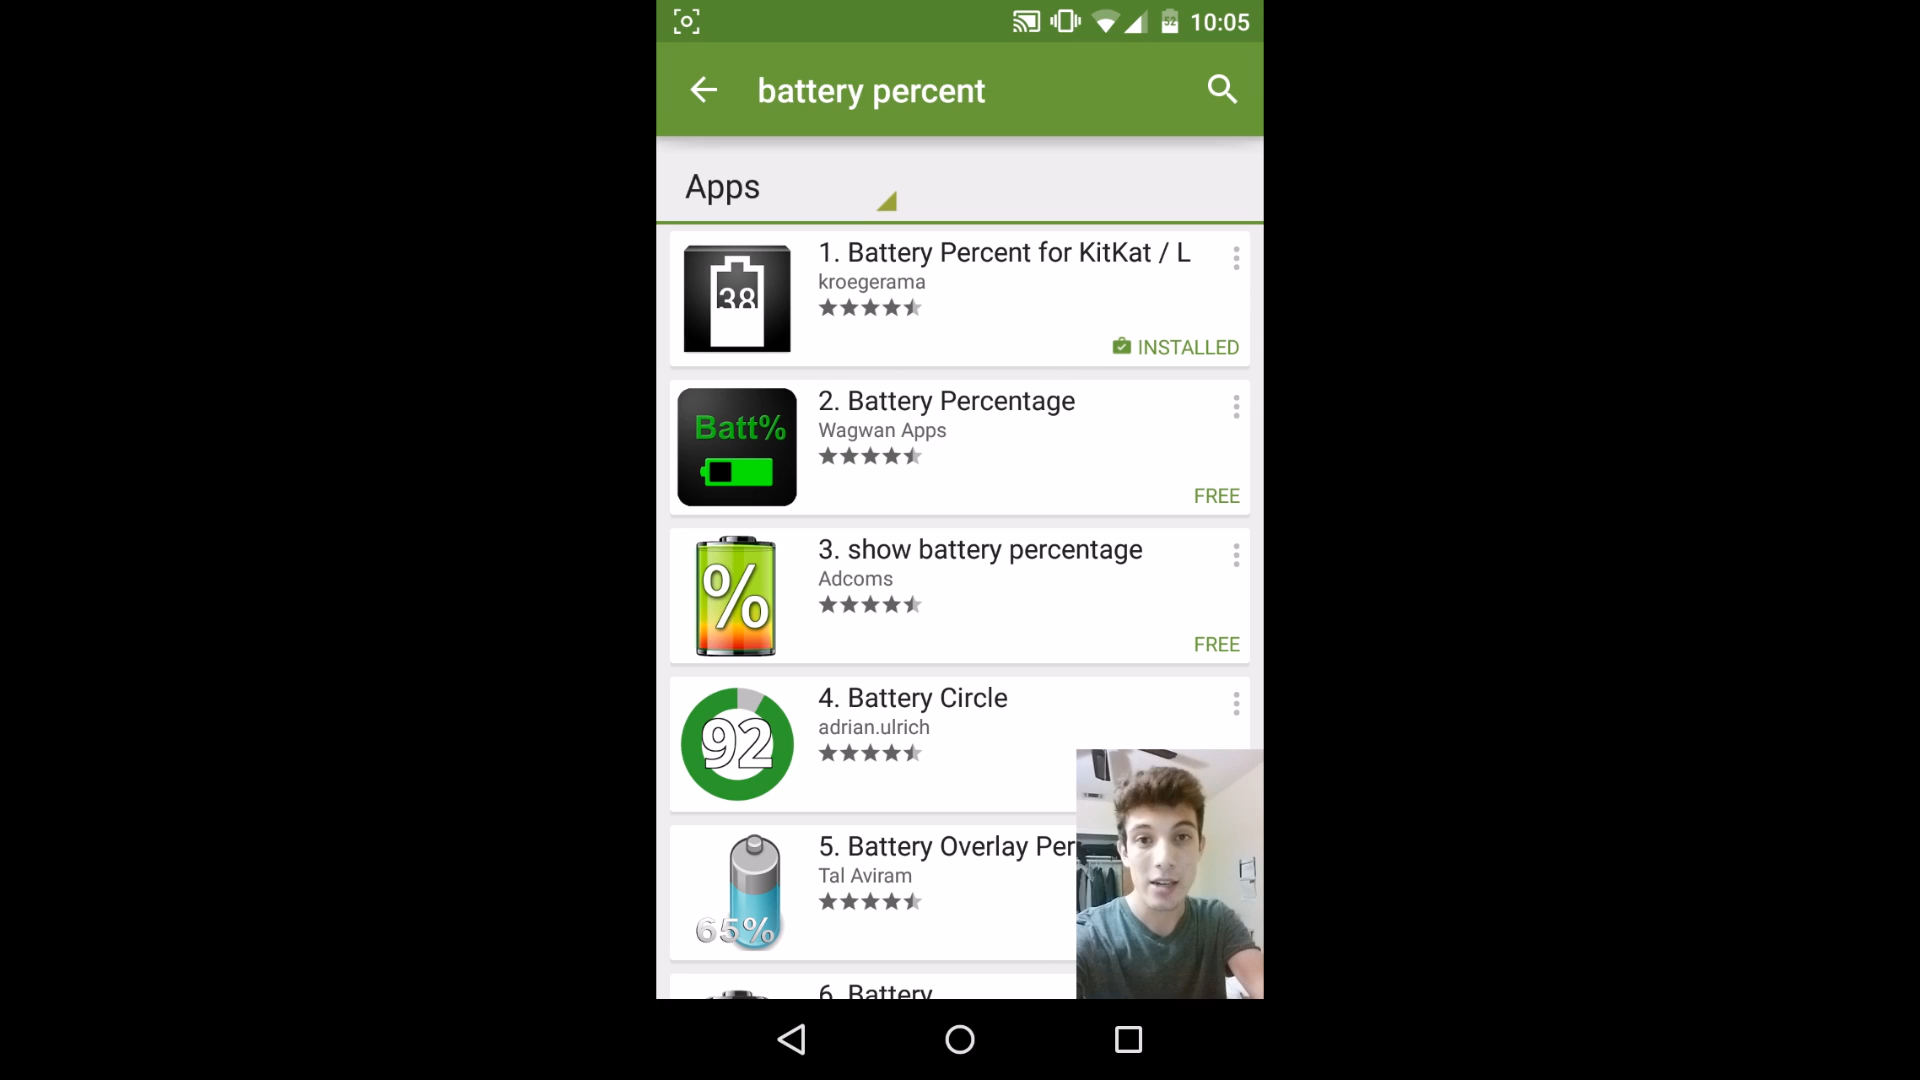 52 10:05
battery percent
Apps
38
1. Battery Percent for KitKat / L
kroegerama
INSTALLED
Batt%
2. Battery Percentage
Wagwan Apps
FREE
%
3. show battery percentage
Adcoms
FREE
92
4. Battery Circle
adrian.ulrich
65%
5. Battery Overlay Per
Tal Aviram
6. Battery